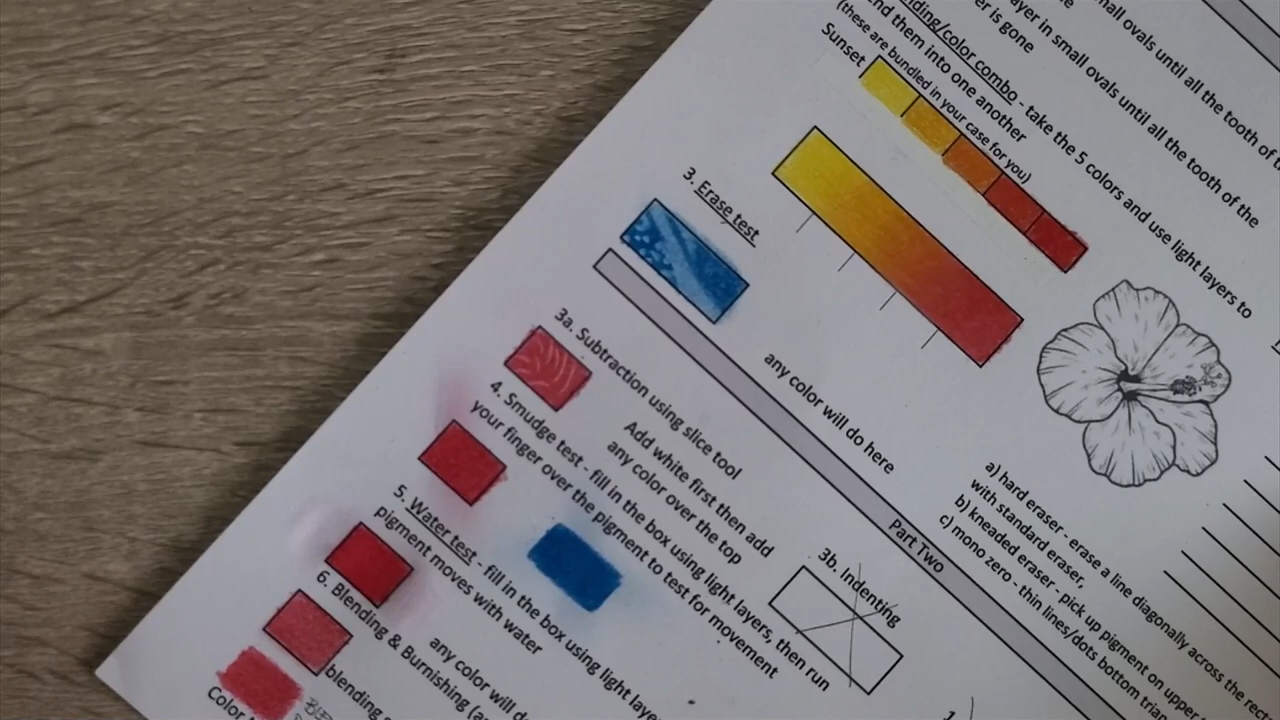 mall ovals until all the tooth of
ayer in small ovals until all the tooth of the
er is gone
ding/color combo - take the 5 colors and use light layers to
end them into one another
(these are bundled in your case for you)
Sunset
3. Erase test
any color will do here
a) hard eraser - erase a line diagonally across the rect
with standard eraser,
b) kneaded eraser - pick up pigment on upper
c) mono zero - thin lines/dots bottom trian
Part Two
3a. Subtraction using slice tool
Add white first then add
any color over the top
3b. Indenting
4. Smudge test - fill in the box using light layers, then run
your finger over the pigment to test for movement
5. Water test - fill in the box using light laye
pigment moves with water
any color will d
6. Blending & Burnishing (a
blending
Color